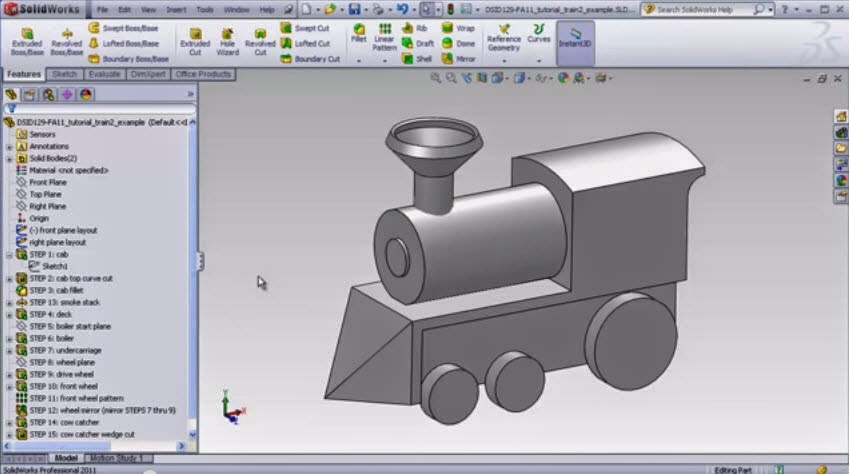 SolidWorks File Edit View Insert Tools Window Help DSID129-FA11_tutorial_train2_example.SLD... Search SolidWorks Help
Extruded Boss/Base
Revolved Boss/Base
Swept Boss/Base
Lofted Boss/Base
Boundary Boss/Base
Extruded Cut
Hole Wizard
Revolved Cut
Swept Cut
Lofted Cut
Boundary Cut
Fillet
Linear Pattern
Rib
Draft
Shell
Wrap
Dome
Mirror
Reference Geometry
Curves
Instant3D
Features Sketch Evaluate DimXpert Office Products
DSID129-FA11_tutorial_train2_example (Default<<D
Sensors
Annotations
Solid Bodies(2)
Material <not specified>
Front Plane
Top Plane
Right Plane
Origin
(-) front plane layout
right plane layout
STEP 1: cab
Sketch1
STEP 2: cab top curve cut
STEP 3: cab fillet
STEP 13: smoke stack
STEP 4: deck
STEP 5: boiler start plane
STEP 6: boiler
STEP 7: undercarriage
STEP 8: wheel plane
STEP 9: drive wheel
STEP 10: front wheel
STEP 11: front wheel pattern
STEP 12: wheel mirror (mirror STEPS 7 thru 9)
STEP 14: cow catcher
STEP 15: cow catcher wedge cut
Y
X
Z
Model Motion Study 1
SolidWorks Professional 2011 Editing Part